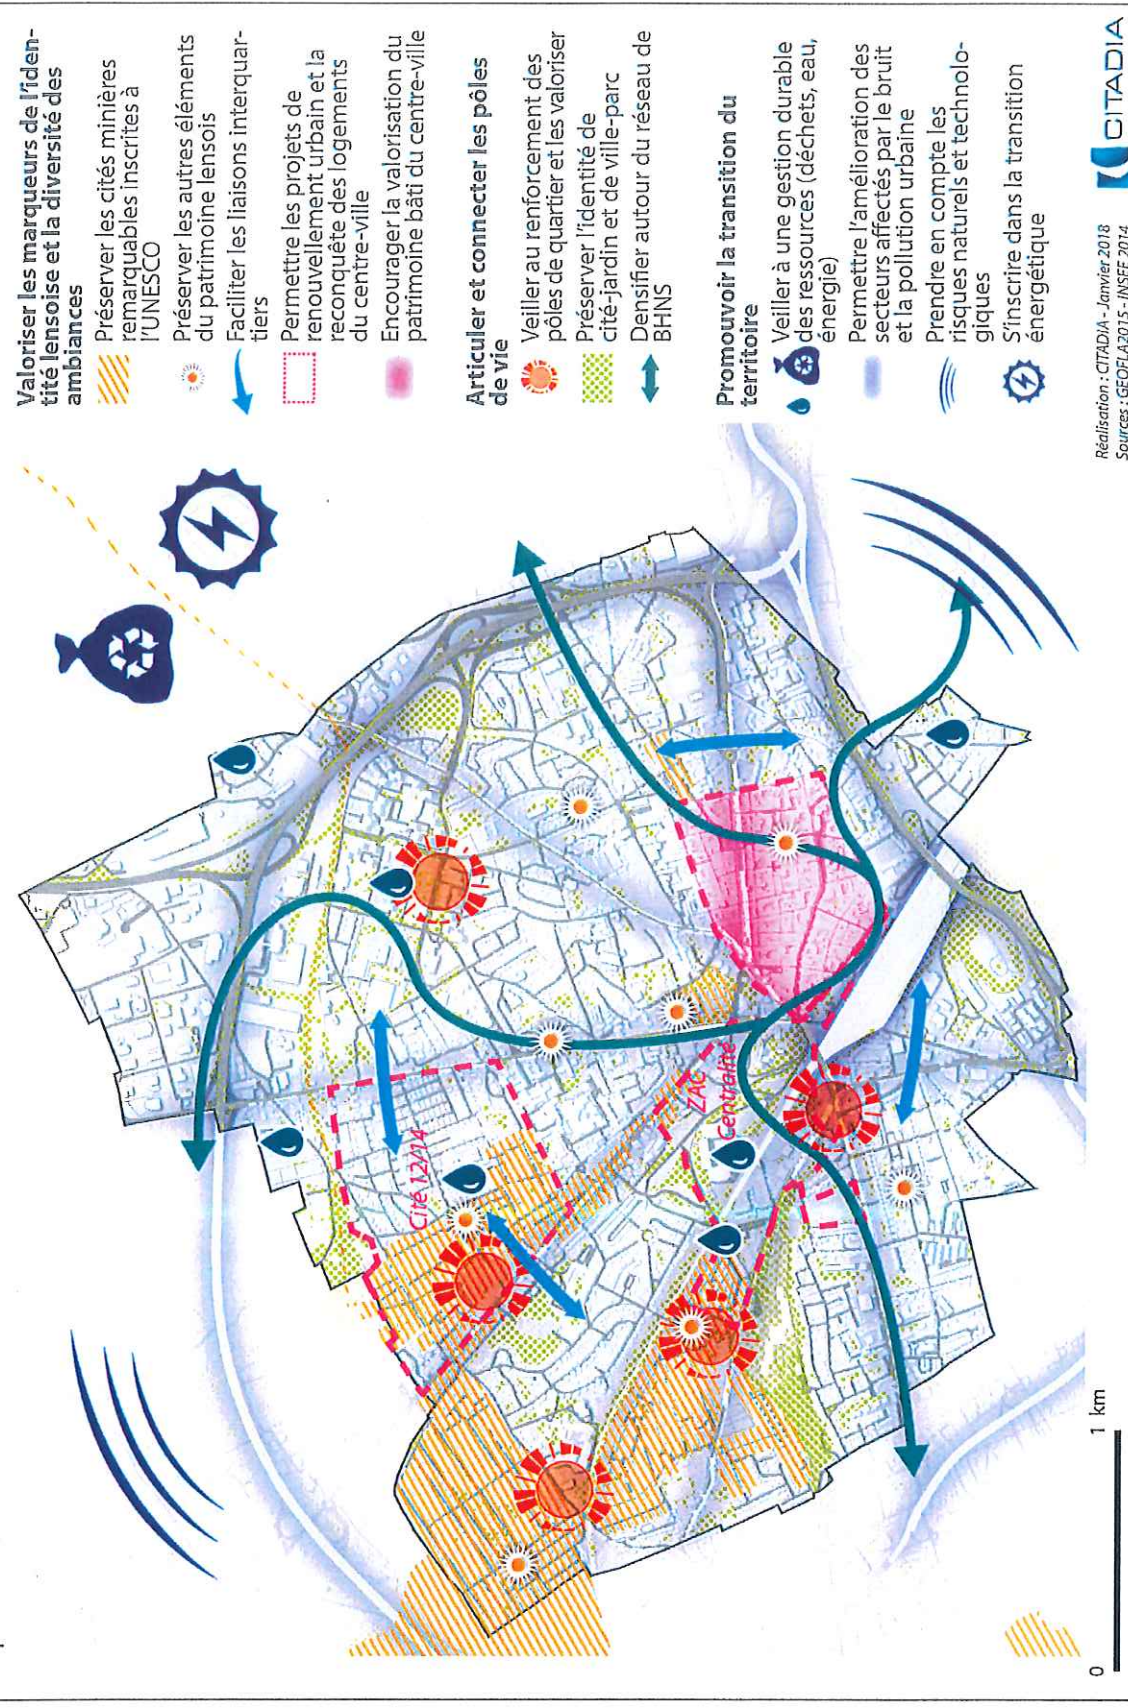 Valoriser les marqueurs de l'iden-
tité lensoise et la diversité des
ambiances
Préserver les cités minières
remarquables inscrites à
l'UNESCO
Préserver les autres éléments
du patrimoine lensois
Faciliter les liaisons interquar-
tiers
Permettre les projets de
renouvellement urbain et la
reconquête des logements
du centre-ville
Encourager la valorisation du
patrimoine bâti du centre-ville
Articuler et connecter les pôles
de vie
Veiller au renforcement des
pôles de quartier et les valoriser
Préserver l'identité de
cité-jardin et de ville-parc
Densifier autour du réseau de
BHNS
Promouvoir la transition du
territoire
Veiller à une gestion durable
des ressources (déchets, eau,
énergie)
Permettre l'amélioration des
secteurs affectés par le bruit
et la pollution urbaine
Prendre en compte les
risques naturels et technolo-
giques
S'inscrire dans la transition
énergétique
Cité 12/14
ZAC
Centralité
0
1 km
Réalisation : CITADIA - Janvier 2018
Sources : GEOFLA2015 - INSEE 2014
CITADIA